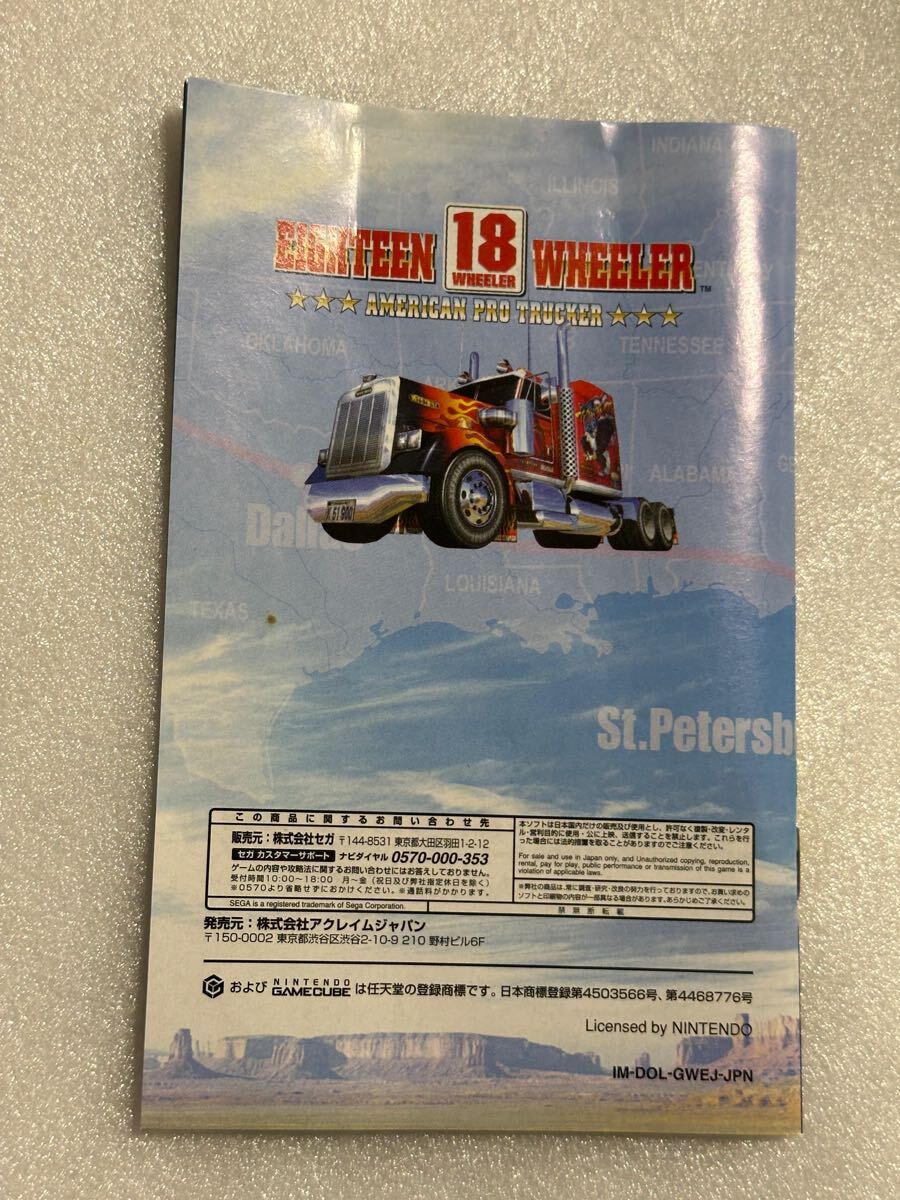 INDIANA
ILLINOIS
EIGHTEEN 18 WHEELER WHEELER™
★★★ AMERICAN PRO TRUCKER ★★★
OKLAHOMA
TENNESSEE
ALABAMA
Dallas
LOUISIANA
TEXAS
St.Petersb
この商品に関するお問い合わせ先
販売元：株式会社セガ 〒144-8531 東京都大田区羽田1-2-12
セガ カスタマーサポート ナビダイヤル 0570-000-353
ゲームの内容や攻略法に関するお問い合わせにはお答えしておりません。
受付時間10:00〜18:00 月〜金（祝日及び弊社指定休日を除く）
※0570より省略せずにおかけください。※通話料がかかります。
SEGA is a registered trademark of Sega Corporation.
本ソフトは日本国内だけの販売及び使用とし、許可なく複製・改変・レンタ
ル・営利目的に使用・公に上映、送信することを禁止します。これらを行
った場合には法的措置を取ることがありますのでご注意ください。
For sale and use in Japan only, and Unauthorized copying, reproduction,
rental, pay for play, public performance or transmission of this game is a
violation of applicable laws.
※弊社の商品は、常に調査・研究・改良の努力を行っておりますので、お買い求めの
ソフトと印刷物の内容が一部異なる場合があります。あらかじめご了承ください。
禁無断転載
発売元：株式会社アクレイムジャパン
〒150-0002 東京都渋谷区渋谷2-10-9 210 野村ビル6F
および NINTENDO GAMECUBE は任天堂の登録商標です。日本商標登録第4503566号、第4468776号
Licensed by NINTENDO
IM-DOL-GWEJ-JPN